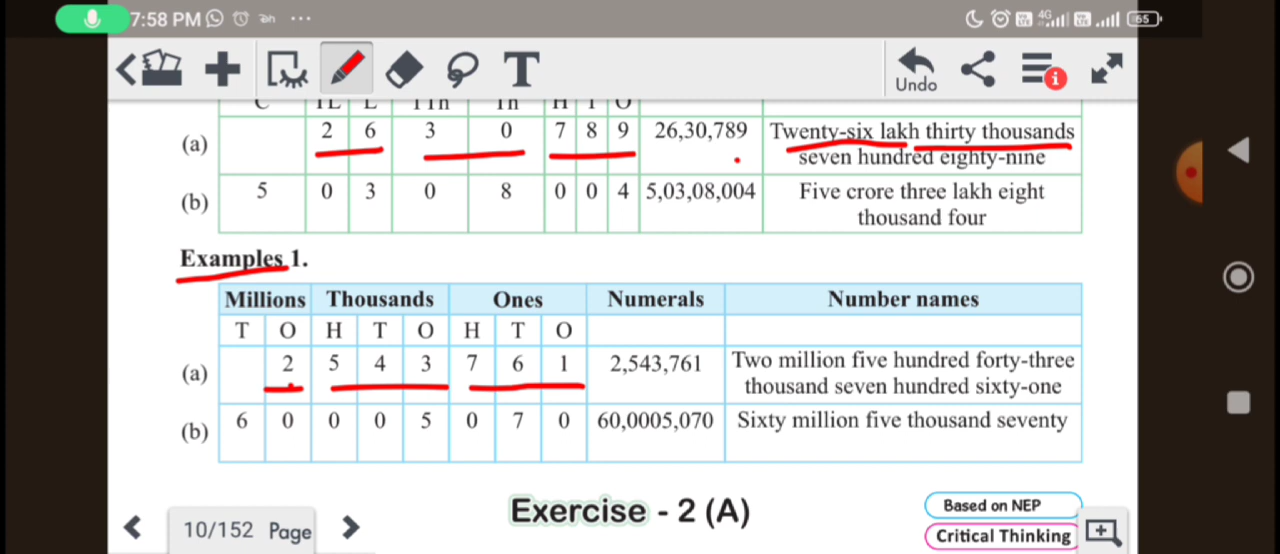 7:58 PM
4G
65
T
Undo
C TL L TTh Th H T O
(a) 2 6 3 0 7 8 9 26,30,789 Twenty-six lakh thirty thousands
seven hundred eighty-nine
(b) 5 0 3 0 8 0 0 4 5,03,08,004 Five crore three lakh eight
thousand four
Examples 1.
Millions Thousands Ones Numerals Number names
T O H T O H T O
(a) 2 5 4 3 7 6 1 2,543,761 Two million five hundred forty-three
thousand seven hundred sixty-one
(b) 6 0 0 0 5 0 7 0 60,0005,070 Sixty million five thousand seventy
Exercise - 2 (A)
Based on NEP
Critical Thinking
10/152 Page